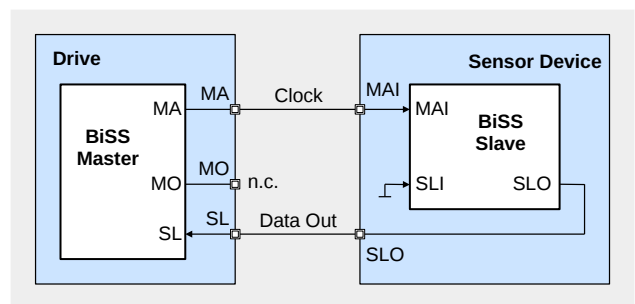 Drive
Sensor Device
MA
Clock
MAI
MA
MAI
BiSS
Master
BiSS
Slave
MO
MO
n.c.
SLI
SLO
SL
SL
Data Out
SLO